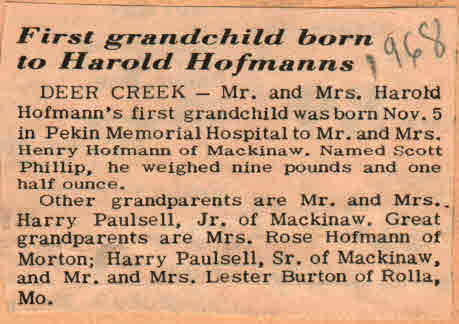 First grandchild born
to Harold Hofmanns
1968
DEER CREEK — Mr. and Mrs. Harold
Hofmann's first grandchild was born Nov. 5
in Pekin Memorial Hospital to Mr. and Mrs.
Henry Hofmann of Mackinaw. Named Scott
Phillip, he weighed nine pounds and one
half ounce.
Other grandparents are Mr. and Mrs.
Harry Paulsell, Jr. of Mackinaw. Great
grandparents are Mrs. Rose Hofmann of
Morton; Harry Paulsell, Sr. of Mackinaw,
and Mr. and Mrs. Lester Burton of Rolla,
Mo.